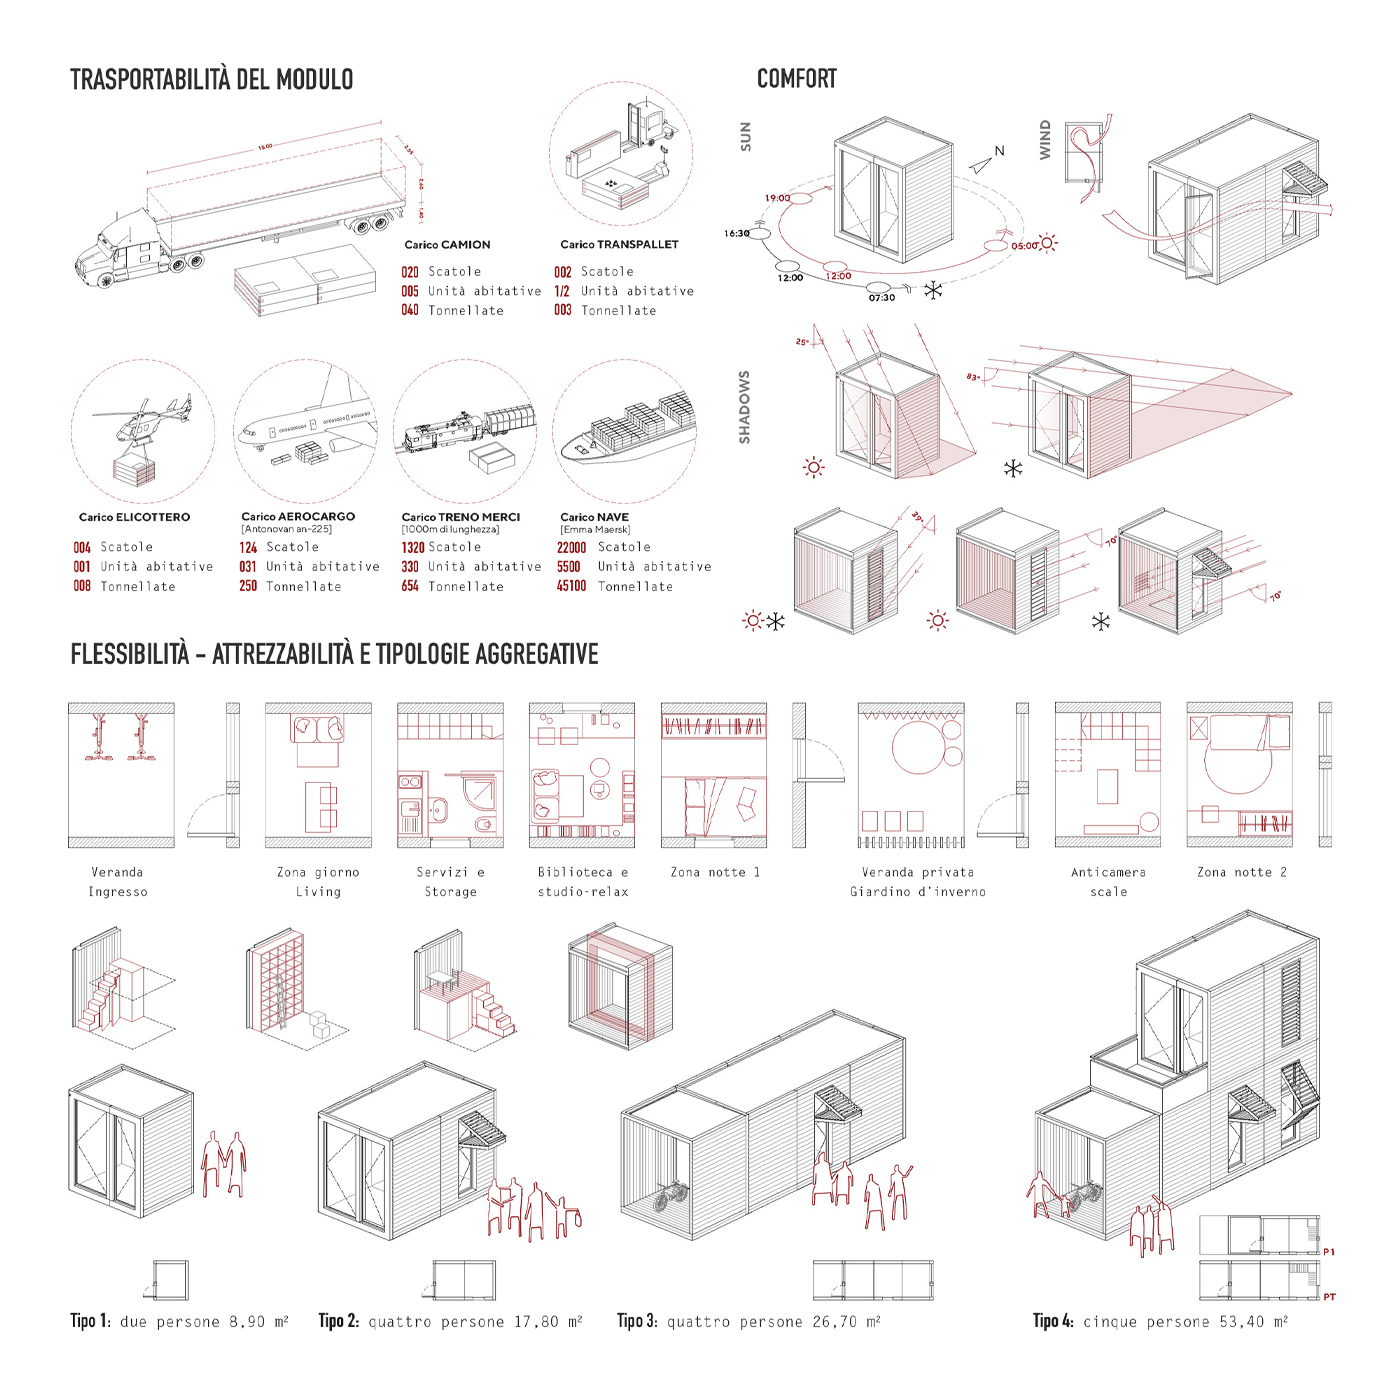 TRASPORTABILITÀ DEL MODULO
15.00
2.55
2.60
1.40
Carico CAMION
020 Scatole
005 Unità abitative
040 Tonnellate
Carico TRANSPALLET
002 Scatole
1/2 Unità abitative
003 Tonnellate
Carico ELICOTTERO
004 Scatole
001 Unità abitative
008 Tonnellate
Carico AEROCARGO
[Antonovan an-225]
124 Scatole
031 Unità abitative
250 Tonnellate
Carico TRENO MERCI
[1000m di lunghezza]
1320 Scatole
330 Unità abitative
654 Tonnellate
Carico NAVE
[Emma Maersk]
22000 Scatole
5500 Unità abitative
45100 Tonnellate
COMFORT
SUN
N
19:00
16:30
05:00
12:00
12:00
07:30
WIND
SHADOWS
25°
83°
39°
70°
70°
FLESSIBILITÀ - ATTREZZABILITÀ E TIPOLOGIE AGGREGATIVE
Veranda
Ingresso
Zona giorno
Living
Servizi e
Storage
Biblioteca e
studio-relax
Zona notte 1
Veranda privata
Giardino d'inverno
Anticamera
scale
Zona notte 2
P1
PT
Tipo 1: due persone 8,90 m²
Tipo 2: quattro persone 17,80 m²
Tipo 3: quattro persone 26,70 m²
Tipo 4: cinque persone 53,40 m²